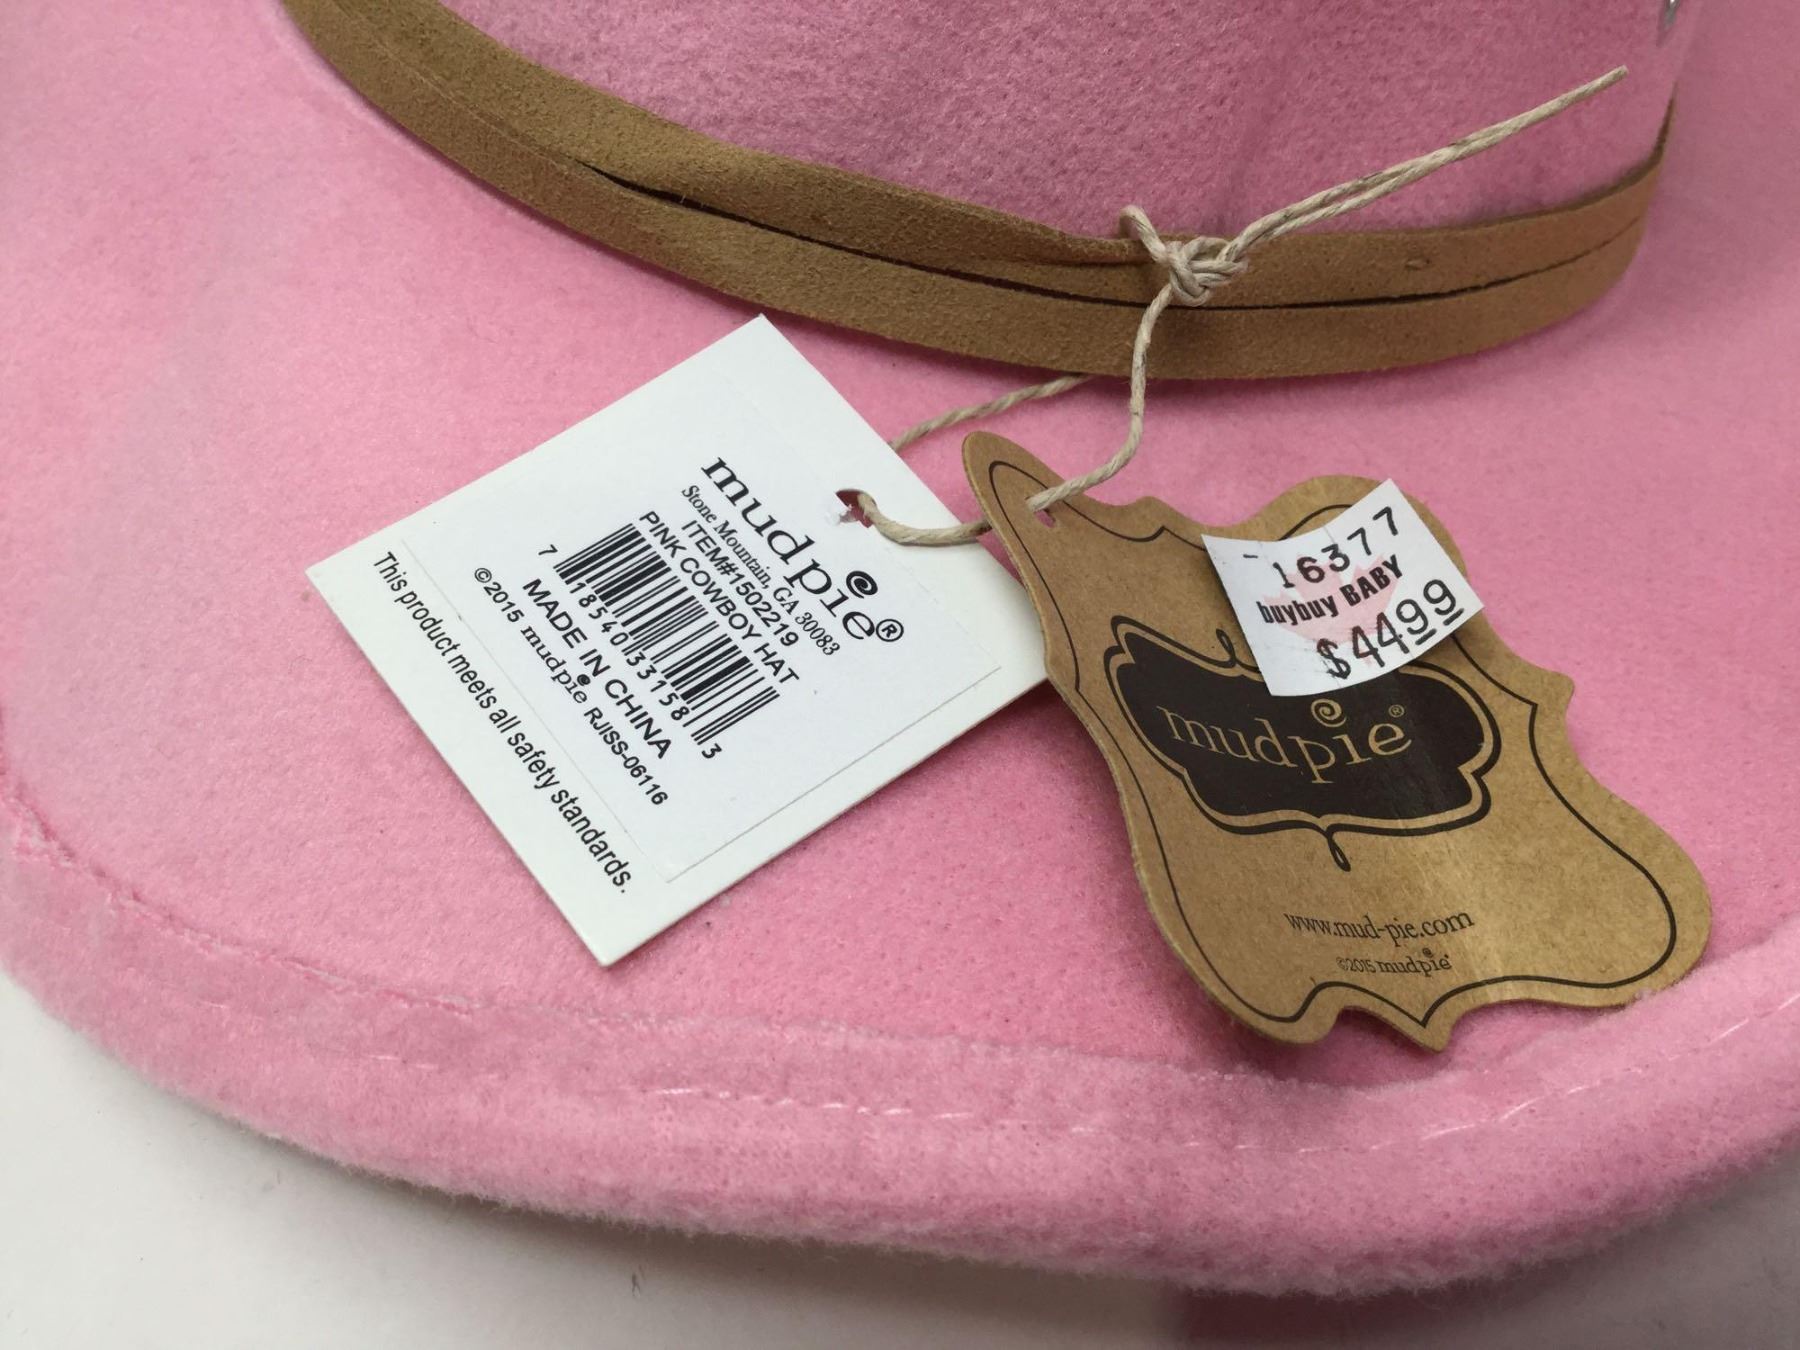 mudpie®
Stone Mountain, GA 30083
ITEM#1502219
PINK COWBOY HAT
7 18540 33158 3
MADE IN CHINA
©2015 mudpie® RJISS-06116
This product meets all safety standards.
- 16377
buybuy BABY
$4499
mudpie®
www.mud-pie.com
©2015 mudpie®